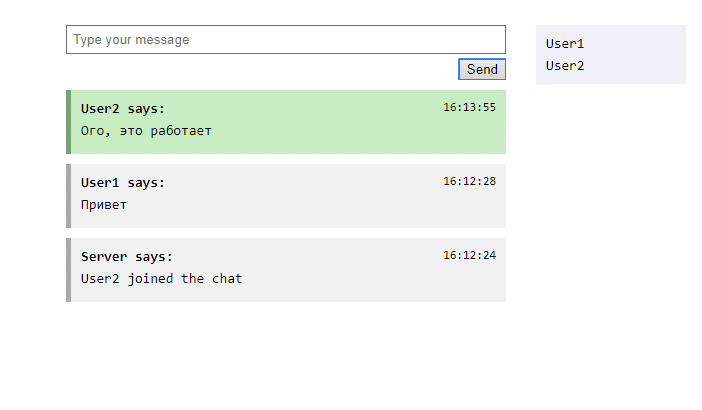 Type your message
Send
User2 says: 16:13:55
Ого, это работает
User1 says: 16:12:28
Привет
Server says: 16:12:24
User2 joined the chat
User1
User2